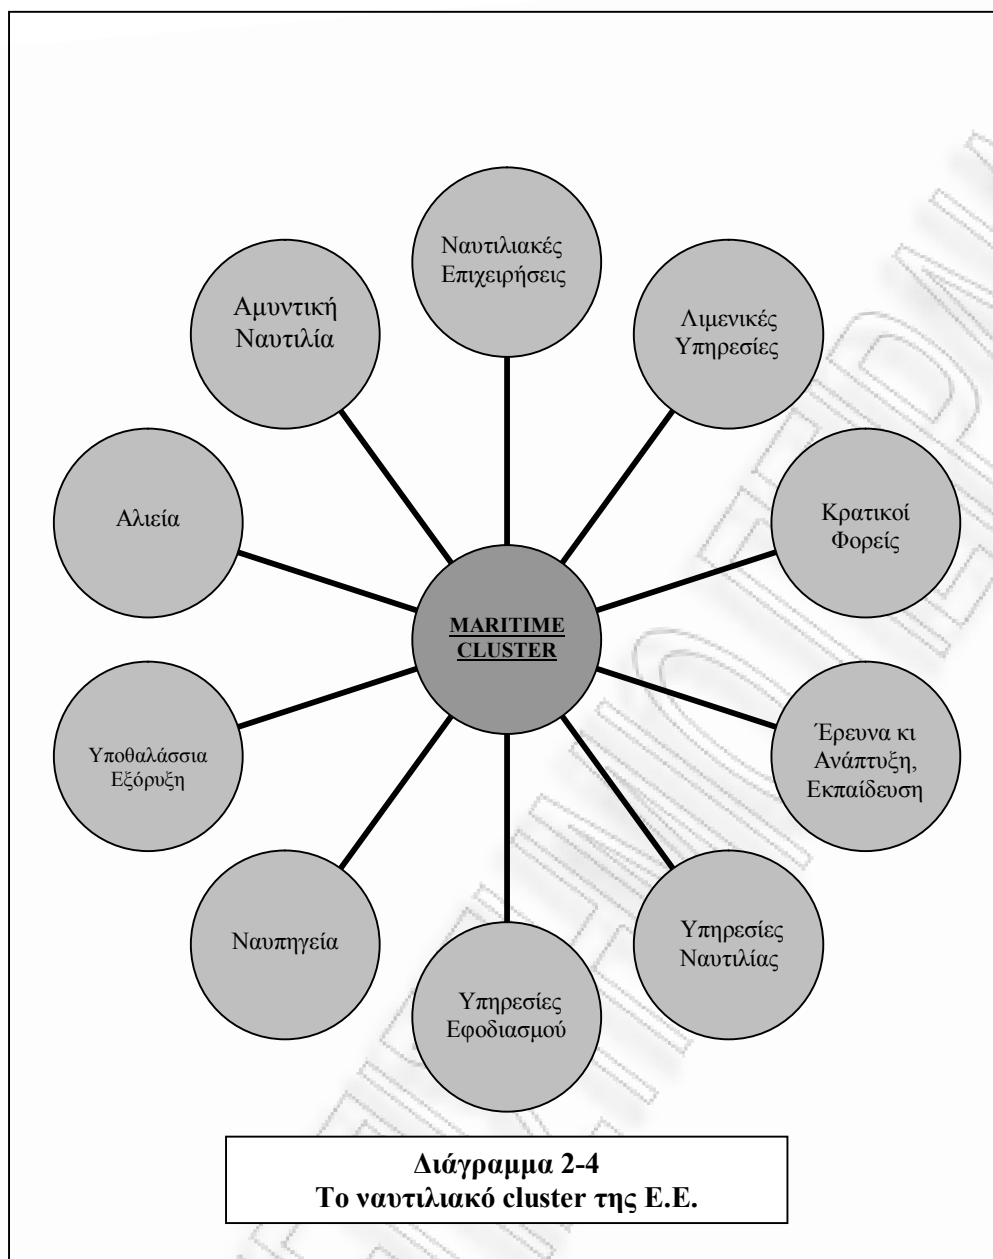 Ναυτιλιακές
Επιχειρήσεις
Αμυντική
Ναυτιλία
Λιμενικές
Υπηρεσίες
Αλιεία
Κρατικοί
Φορείς
MARITIME
CLUSTER
Υποθαλάσσια
Εξόρυξη
Έρευνα κι
Ανάπτυξη,
Εκπαίδευση
Ναυπηγεία
Υπηρεσίες
Ναυτιλίας
Υπηρεσίες
Εφοδιασμού
Διάγραμμα 2-4
Το ναυτιλιακό cluster της Ε.Ε.